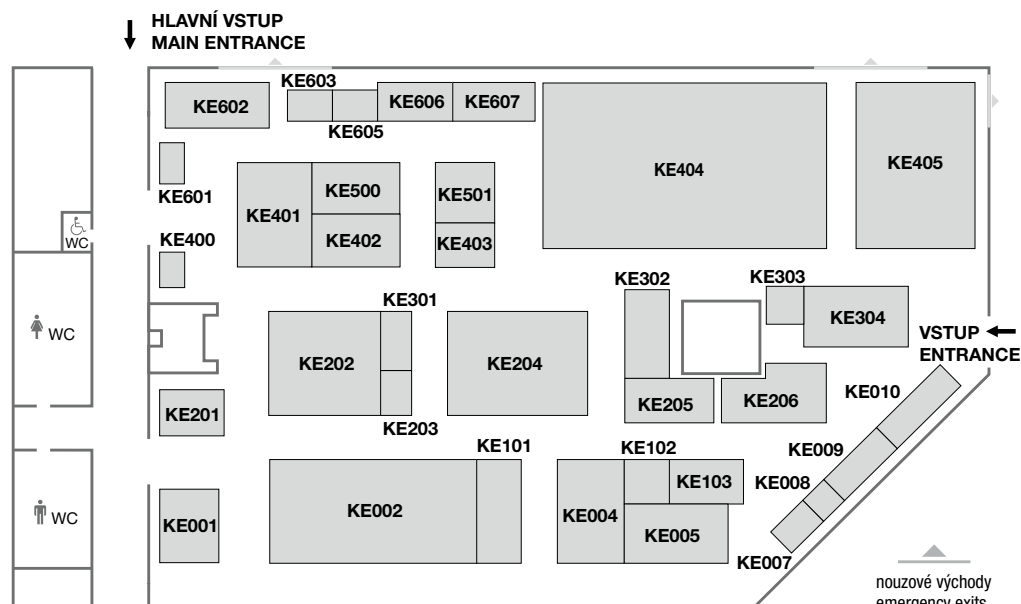 HLAVNÍ VSTUP
MAIN ENTRANCE
KE603
KE602
KE606
KE607
KE605
KE404
KE405
KE601
KE500
KE501
KE401
KE402
KE403
WC
KE400
KE302
KE303
KE301
KE304
WC
KE202
KE204
VSTUP
ENTRANCE
KE201
KE205
KE206
KE010
KE203
KE101
KE102
KE009
KE103
KE008
KE001
KE002
KE004
KE005
KE007
WC
nouzové východy
emergency exits